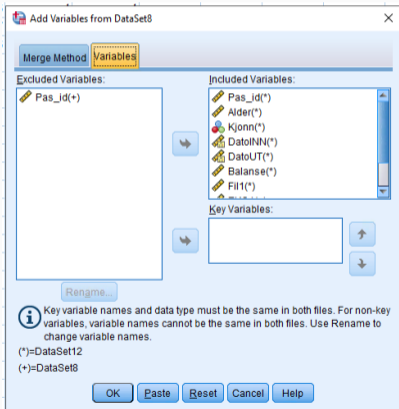 Add Variables from DataSet8
Merge Method
Variables
Excluded Variables:
Pas_id(+)
Included Variables:
Pas_id(*)
Alder(*)
Kjonn(*)
DatoINN(*)
DatoUT(*)
Balanse(*)
Fil1(*)
Key Variables:
Rename...
Key variable names and data type must be the same in both files. For non-key
variables, variable names cannot be the same in both files. Use Rename to
change variable names.
(*)=DataSet12
(+)=DataSet8
OK Paste Reset Cancel Help